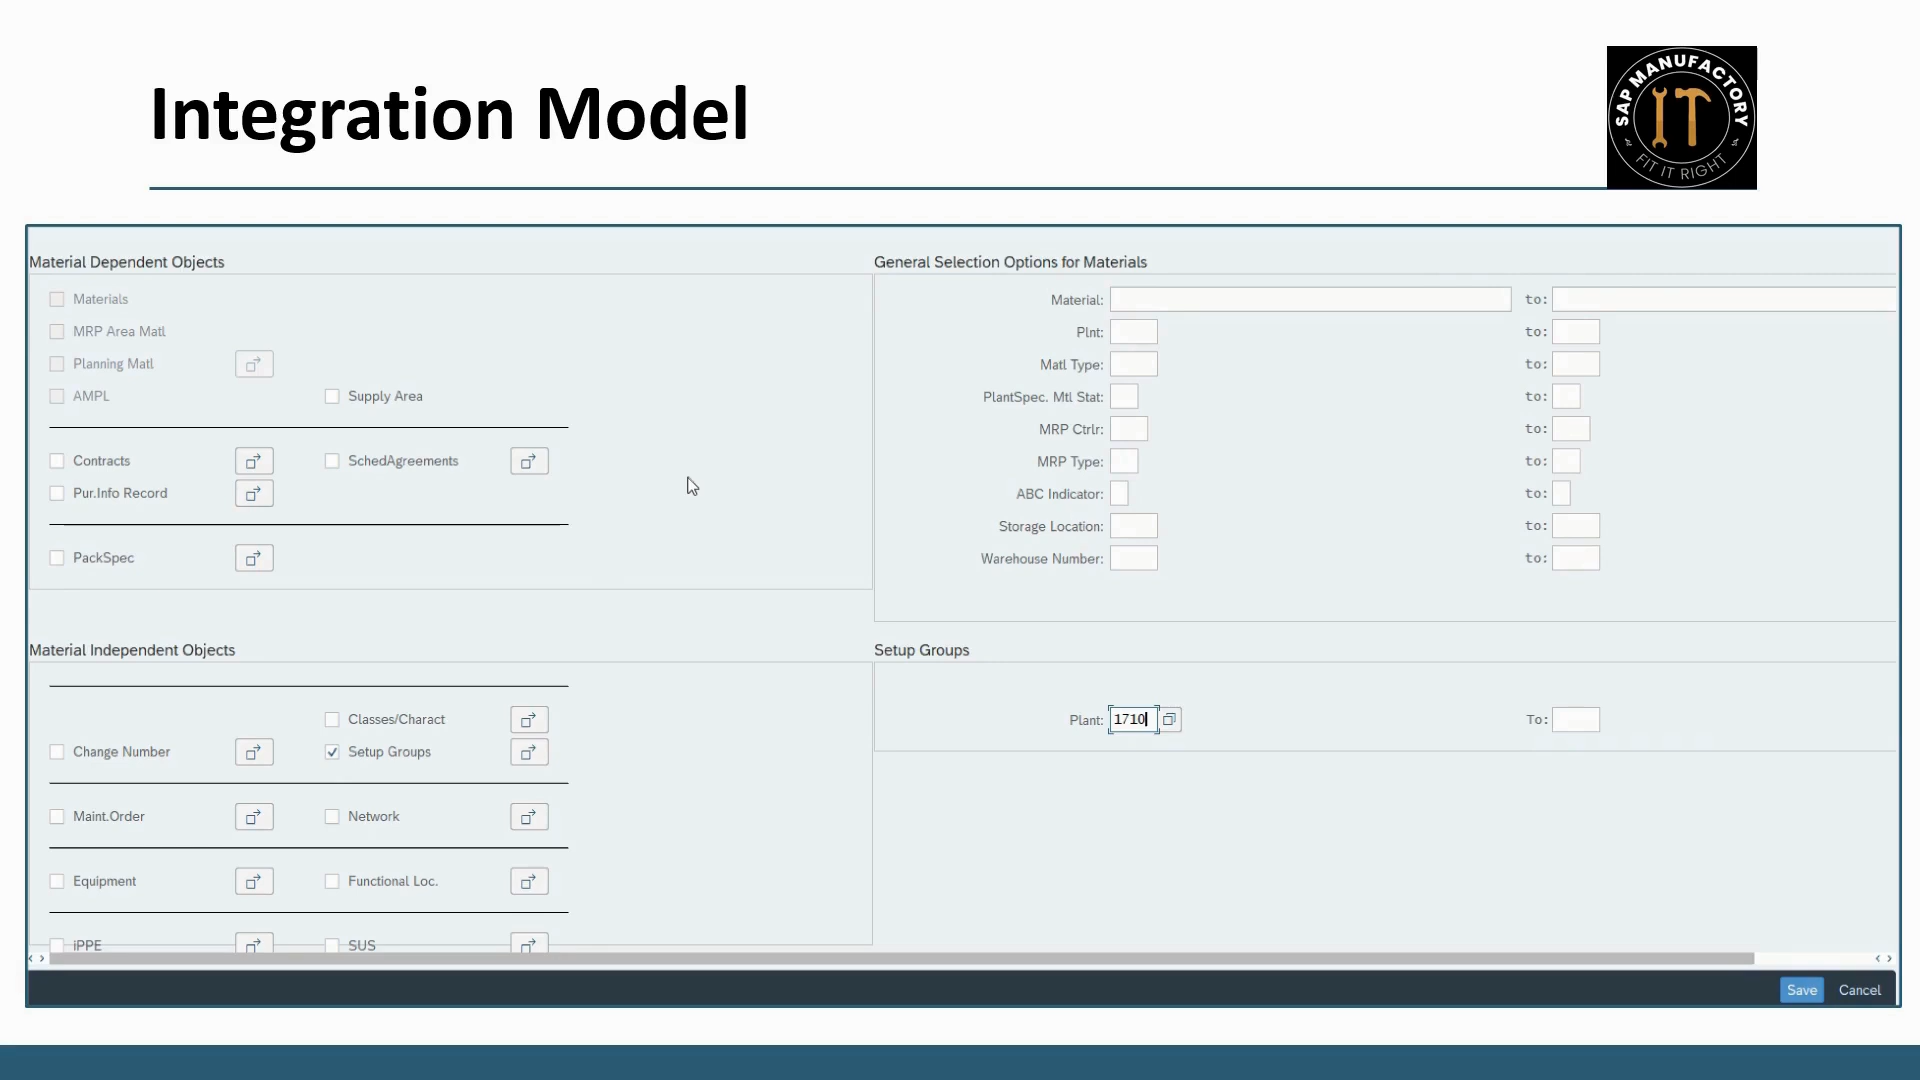 Integration Model
SAP MANUFACTORY
IT
FIT IT RIGHT
Material Dependent Objects
Materials
MRP Area Matl
Planning Matl
AMPL
Supply Area
Contracts
SchedAgreements
Pur.Info Record
PackSpec
General Selection Options for Materials
Material:
to:
Plnt:
to:
Matl Type:
to:
PlantSpec. Mtl Stat:
to:
MRP Ctrlr:
to:
MRP Type:
to:
ABC Indicator:
to:
Storage Location:
to:
Warehouse Number:
to:
Material Independent Objects
Classes/Charact
Change Number
Setup Groups
Maint.Order
Network
Equipment
Functional Loc.
iPPE
SUS
Setup Groups
Plant: 1710
To:
Save
Cancel